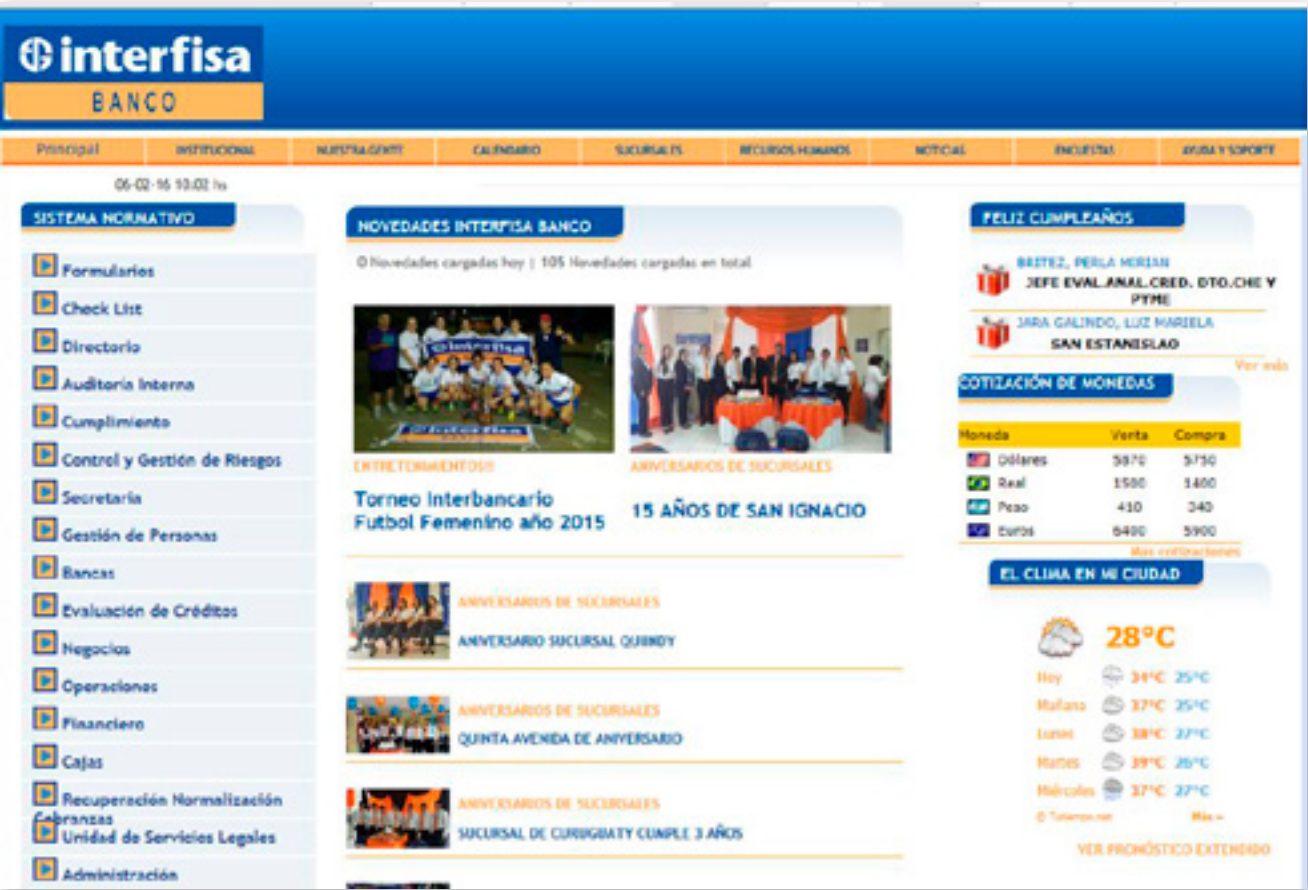 interfisa
BANCO
Principal INSTITUCIONAL NUESTRA GENTE CALENDARIO SUCURSALES RECURSOS HUMANOS NOTICIAS ENCUESTAS AYUDA Y SOPORTE
06-02-16 10:02 hs
SISTEMA NORMATIVO
Formularios
Check List
Directorio
Auditoría Interna
Cumplimiento
Control y Gestión de Riesgos
Secretaría
Gestión de Personas
Bancas
Evaluación de Créditos
Negocios
Operaciones
Financiero
Cajas
Recuperación Normalización
Cobranzas
Unidad de Servicios Legales
Administración
NOVEDADES INTERFISA BANCO
0 Novedades cargadas hoy | 105 Novedades cargadas en total
interfisa
interfisa
BANCO
ENTRETENIMIENTOS!!
Torneo Interbancario
Futbol Femenino año 2015
ANIVERSARIOS DE SUCURSALES
15 AÑOS DE SAN IGNACIO
ANIVERSARIOS DE SUCURSALES
ANIVERSARIO SUCURSAL QUIINDY
ANIVERSARIOS DE SUCURSALES
QUINTA AVENIDA DE ANIVERSARIO
ANIVERSARIOS DE SUCURSALES
SUCURSAL DE CURUGUATY CUMPLE 3 AÑOS
FELIZ CUMPLEAÑOS
BRITEZ, PERLA MIRIAN
JEFE EVAL.ANAL.CRED. DTO.CHE Y
PYME
JARA GALINDO, LUZ MARIELA
SAN ESTANISLAO
Ver más
COTIZACIÓN DE MONEDAS
Moneda Venta Compra
Dólares 5870 5750
Real 1500 1400
Peso 410 340
Euros 6400 5900
Mas cotizaciones
EL CLIMA EN MI CIUDAD
28°C
Hoy 34°C 25°C
Mañana 37°C 25°C
Lunes 38°C 27°C
Martes 39°C 26°C
Miércoles 37°C 27°C
© Tutiempo.net Más »
VER PRONÓSTICO EXTENDIDO